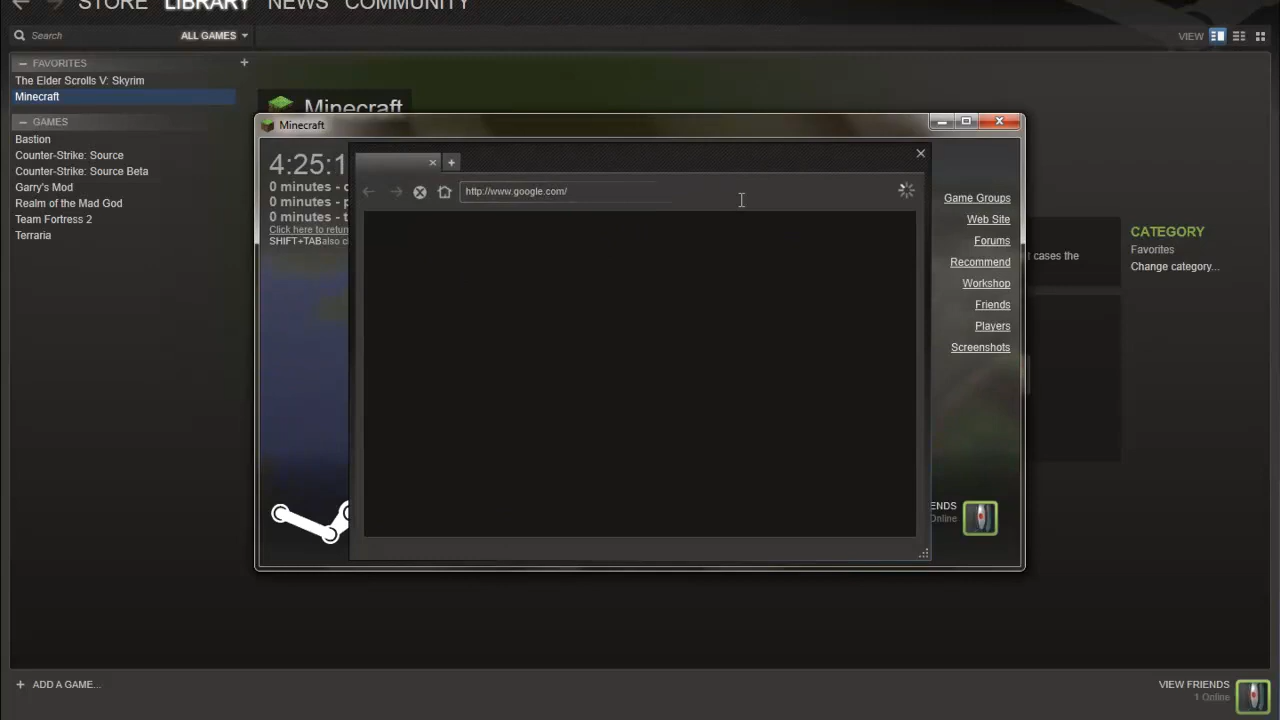 STORE LIBRARY NEWS COMMUNITY
Search ALL GAMES VIEW
FAVORITES
The Elder Scrolls V: Skyrim
Minecraft
GAMES
Bastion
Counter-Strike: Source
Counter-Strike: Source Beta
Garry's Mod
Realm of the Mad God
Team Fortress 2
Terraria
Minecraft
Minecraft
4:25:1
0 minutes -
0 minutes -
0 minutes -
Click here to return
SHIFT+TAB also
http://www.google.com/
Game Groups
Web Site
Forums
Recommend
Workshop
Friends
Players
Screenshots
ENDS
Online
t cases the
CATEGORY
Favorites
Change category...
+ ADD A GAME...
VIEW FRIENDS
1 Online